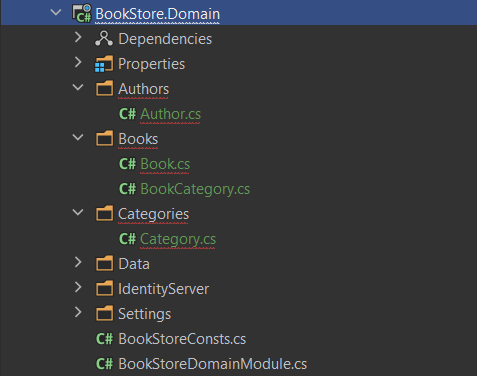 BookStore.Domain
Dependencies
Properties
Authors
C# Author.cs
Books
C# Book.cs
C# BookCategory.cs
Categories
C# Category.cs
Data
IdentityServer
Settings
C# BookStoreConsts.cs
C# BookStoreDomainModule.cs